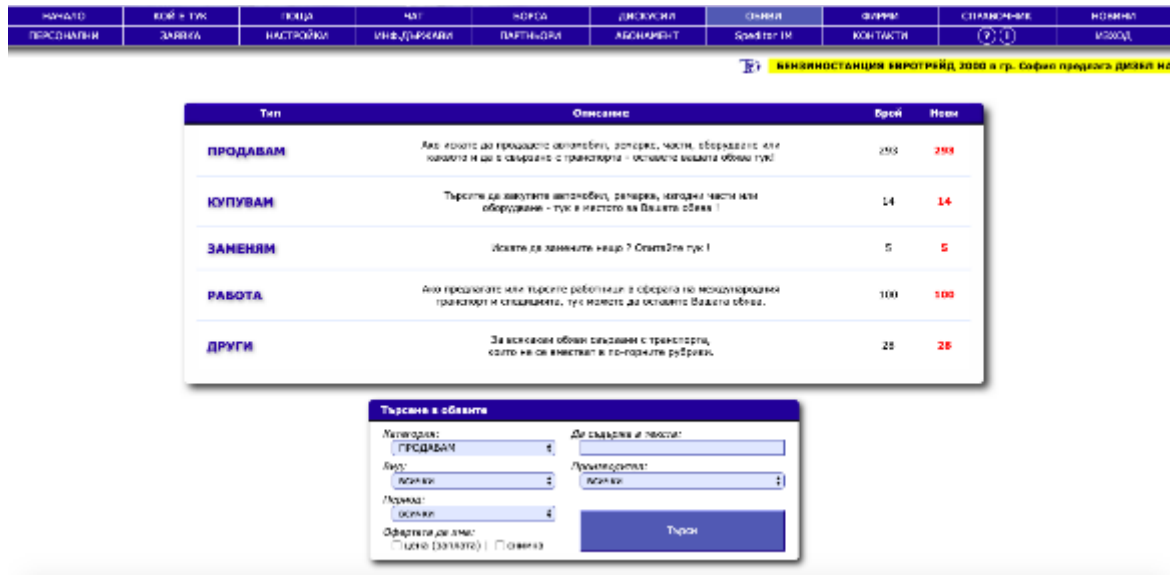 НАЧАЛО КОЙ Е ТУК ПОЩА ЧАТ БОРСА ДИСКУСИИ ОБЯВИ ФИРМИ СПРАВОЧНИК НОВИНИ
ПЕРСОНАЛНИ ЗАЯВКА НАСТРОЙКИ ИНФ.ДЪРЖАВИ ПАРТНЬОРИ АБОНАМЕНТ Speditor IM КОНТАКТИ ? ! ИЗХОД
БЕНЗИНОСТАНЦИЯ ЕВРОТРЕЙД 2000 в гр. София предлага ДИЗЕЛ НА
Тип Описание Брой Нови
ПРОДАВАМ
Ако искате да продадете автомобил, ремарке, части, оборудване или
каквото и да е свързано с транспорта - оставете вашата обява тук!
293 293
КУПУВАМ
Търсите да закупите автомобил, ремарке, изгодни части или
оборудване - тук е мястото за Вашата обява !
14 14
ЗАМЕНЯМ
Искате да замените нещо ? Опитайте тук !
5 5
РАБОТА
Ако предлагате или търсите работници в сферата на международния
транспорт и спедицията, тук можете да оставите Вашата обява.
100 100
ДРУГИ
За всякакви обяви свързани с транспорта,
които не се вместват в по-горните рубрики.
28 28
Търсене в обявите
Категория: Да съдържа в текста:
ПРОДАВАМ
Вид: Производител:
всички всички
Период:
всички
Офертата да има:
цена (заплата) | снимка
Търси